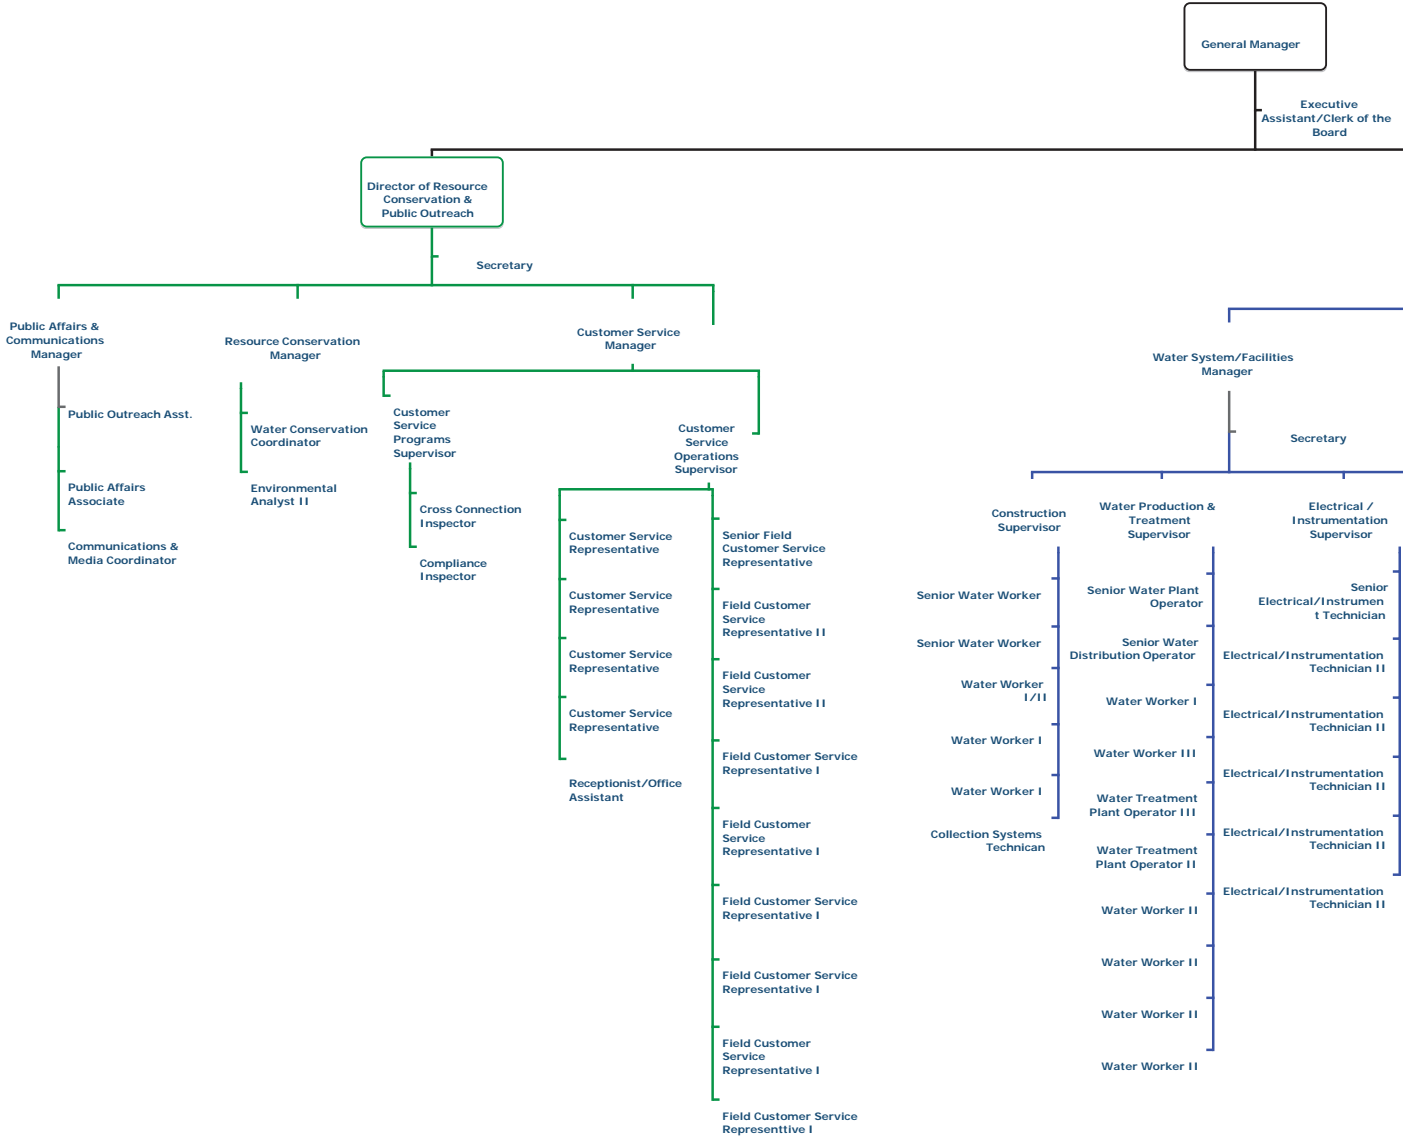 General Manager
Executive
Assistant/Clerk of the
Board
Director of Resource
Conservation &
Public Outreach
Secretary
Public Affairs &
Communications
Manager
Public Outreach Asst.
Public Affairs
Associate
Communications &
Media Coordinator
Resource Conservation
Manager
Water Conservation
Coordinator
Environmental
Analyst II
Customer Service
Manager
Customer
Service
Programs
Supervisor
Cross Connection
Inspector
Compliance
Inspector
Customer
Service
Operations
Supervisor
Customer Service
Representative
Customer Service
Representative
Customer Service
Representative
Customer Service
Representative
Receptionist/Office
Assistant
Senior Field
Customer Service
Representative
Field Customer
Service
Representative II
Field Customer
Service
Representative II
Field Customer Service
Representative I
Field Customer
Service
Representative I
Field Customer Service
Representative I
Field Customer Service
Representative I
Field Customer
Service
Representative I
Field Customer Service
Representtive I
Water System/Facilities
Manager
Secretary
Construction
Supervisor
Senior Water Worker
Senior Water Worker
Water Worker
I/II
Water Worker I
Water Worker I
Collection Systems
Technican
Water Production &
Treatment
Supervisor
Senior Water Plant
Operator
Senior Water
Distribution Operator
Water Worker I
Water Worker III
Water Treatment
Plant Operator III
Water Treatment
Plant Operator II
Water Worker II
Water Worker II
Water Worker II
Water Worker II
Electrical /
Instrumentation
Supervisor
Senior
Electrical/Instrumen
t Technician
Electrical/Instrumentation
Technician II
Electrical/Instrumentation
Technician II
Electrical/Instrumentation
Technician II
Electrical/Instrumentation
Technician II
Electrical/Instrumentation
Technician II